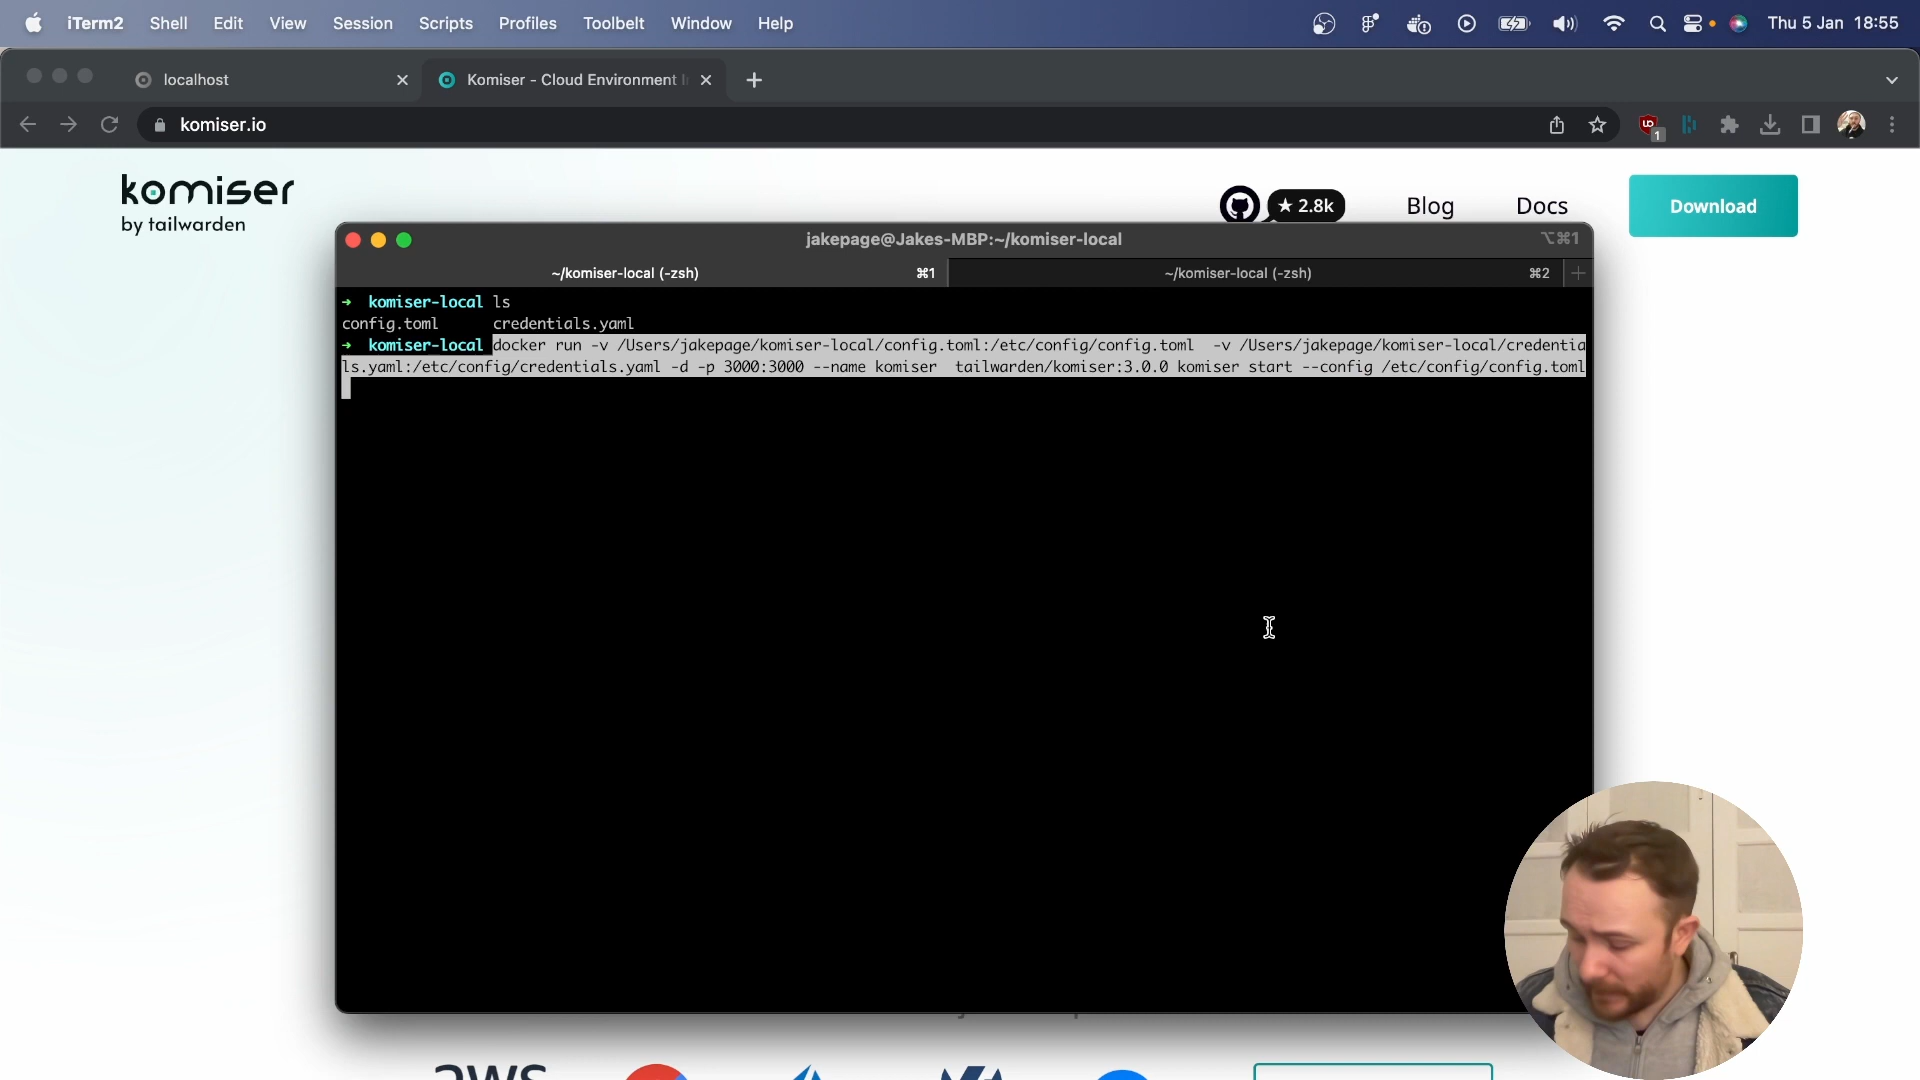 iTerm2 Shell Edit View Session Scripts Profiles Toolbelt Window Help Thu 5 Jan 18:55
localhost Komiser - Cloud Environment I
komiser.io 1
komiser
by tailwarden
★ 2.8k Blog Docs Download
jakepage@Jakes-MBP:~/komiser-local ⌥⌘1
~/komiser-local (-zsh) ⌘1 ~/komiser-local (-zsh) ⌘2
➜ komiser-local ls
config.toml credentials.yaml
➜ komiser-local docker run -v /Users/jakepage/komiser-local/config.toml:/etc/config/config.toml -v /Users/jakepage/komiser-local/credentia
ls.yaml:/etc/config/credentials.yaml -d -p 3000:3000 --name komiser tailwarden/komiser:3.0.0 komiser start --config /etc/config/config.toml
aws